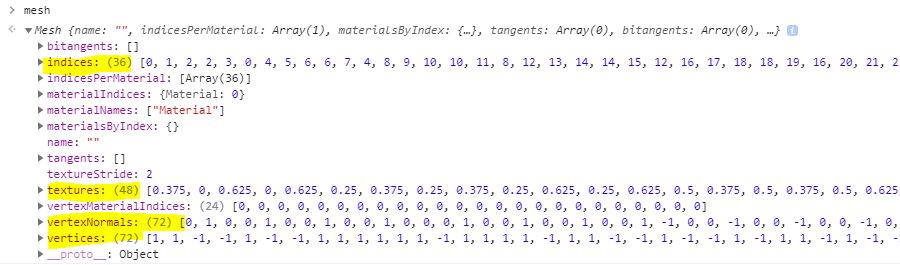 > mesh
Mesh {name: "", indicesPerMaterial: Array(1), materialsByIndex: {…}, tangents: Array(0), bitangents: Array(0), …} i
bitangents: []
indices: (36) [0, 1, 2, 2, 3, 0, 4, 5, 6, 6, 7, 4, 8, 9, 10, 10, 11, 8, 12, 13, 14, 14, 15, 12, 16, 17, 18, 18, 19, 16, 20, 21, 2
indicesPerMaterial: [Array(36)]
materialIndices: {Material: 0}
materialNames: ["Material"]
materialsByIndex: {}
name: ""
tangents: []
textureStride: 2
textures: (48) [0.375, 0, 0.625, 0, 0.625, 0.25, 0.375, 0.25, 0.375, 0.25, 0.625, 0.25, 0.625, 0.5, 0.375, 0.5, 0.375, 0.5, 0.625
vertexMaterialIndices: (24) [0, 0, 0, 0, 0, 0, 0, 0, 0, 0, 0, 0, 0, 0, 0, 0, 0, 0, 0, 0, 0, 0, 0, 0]
vertexNormals: (72) [0, 1, 0, 0, 1, 0, 0, 1, 0, 0, 1, 0, 0, 0, 1, 0, 0, 1, 0, 0, 1, 0, 0, 1, -1, 0, 0, -1, 0, 0, -1, 0, 0, -1, 0,
vertices: (72) [1, 1, -1, -1, 1, -1, -1, 1, 1, 1, 1, 1, 1, -1, 1, 1, 1, 1, -1, 1, 1, -1, -1, 1, -1, -1, 1, -1, 1, 1, -1, 1, -1, -
__proto__: Object